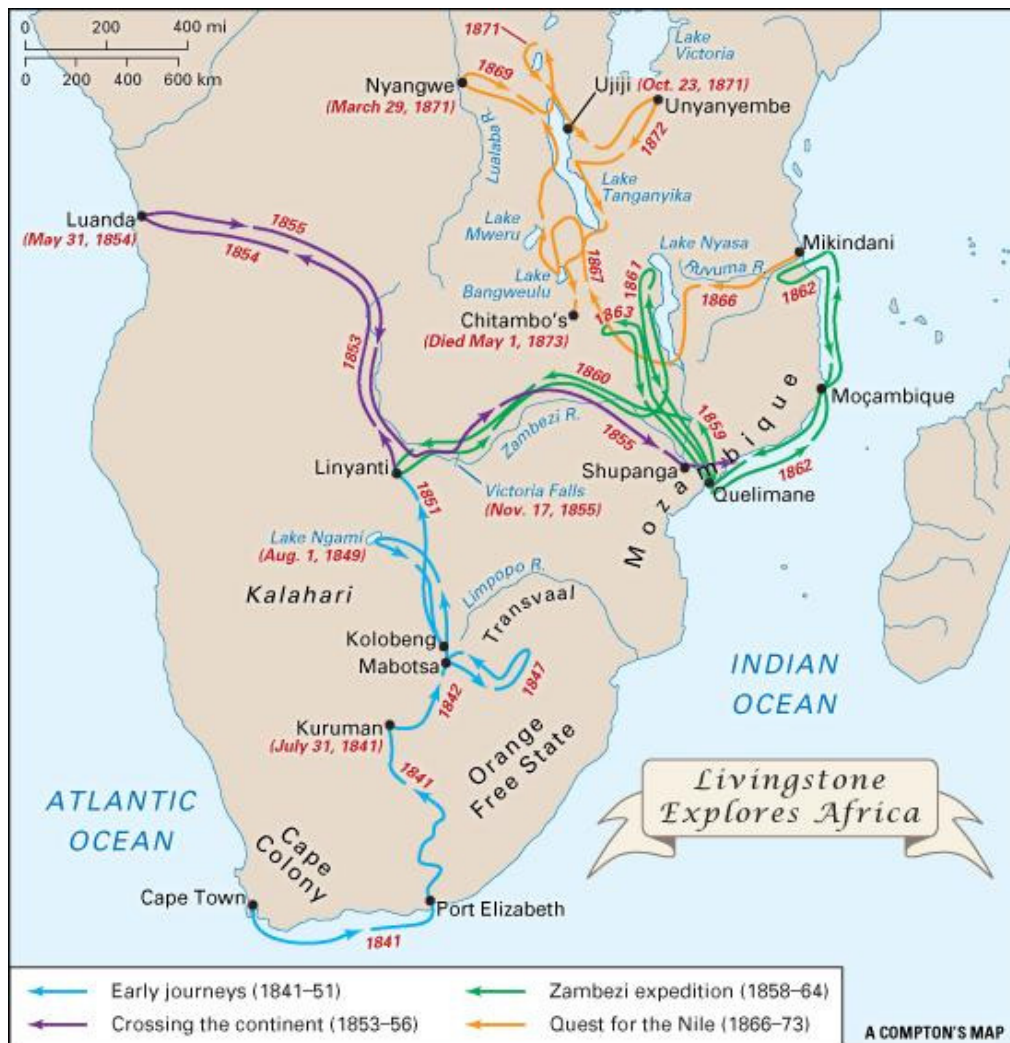 0 200 400 mi
0 200 400 600 km
1871
Lake
Victoria
Nyangwe
(March 29, 1871)
1869
Ujiji (Oct. 23, 1871)
Unyanyembe
1872
Lualaba R.
Lake
Tanganyika
Luanda
(May 31, 1854)
1855
1854
Lake
Mweru
Lake Nyasa
Mikindani
Ruvuma R.
1867
1861
1862
1866
Lake
Bangweulu
Chitambo's
(Died May 1, 1873)
1863
1853
1860
Moçambique
Zambezi R.
1859
1855
Mozambique
Shupanga
Quelimane
1862
Linyanti
1851
Victoria Falls
(Nov. 17, 1855)
Lake Ngami
(Aug. 1, 1849)
Kalahari
Limpopo R.
Transvaal
Kolobeng
Mabotsa
1847
1842
INDIAN
OCEAN
Kuruman
(July 31, 1841)
Orange
Free State
1841
Livingstone
Explores Africa
ATLANTIC
OCEAN
Cape
Colony
Cape Town
Port Elizabeth
1841
Early journeys (1841–51)
Zambezi expedition (1858–64)
Crossing the continent (1853–56)
Quest for the Nile (1866–73)
A COMPTON'S MAP